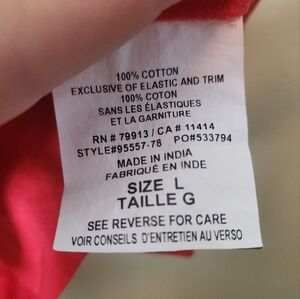 100% COTTON
EXCLUSIVE OF ELASTIC AND TRIM
100% COTON
SANS LES ÉLASTIQUES
ET LA GARNITURE
RN # 79913 / CA # 11414
STYLE#95557-78 PO#533794
MADE IN INDIA
FABRIQUÉ EN INDE
SIZE L
TAILLE G
SEE REVERSE FOR CARE
VOIR CONSEILS D'ENTRETIEN AU VERSO